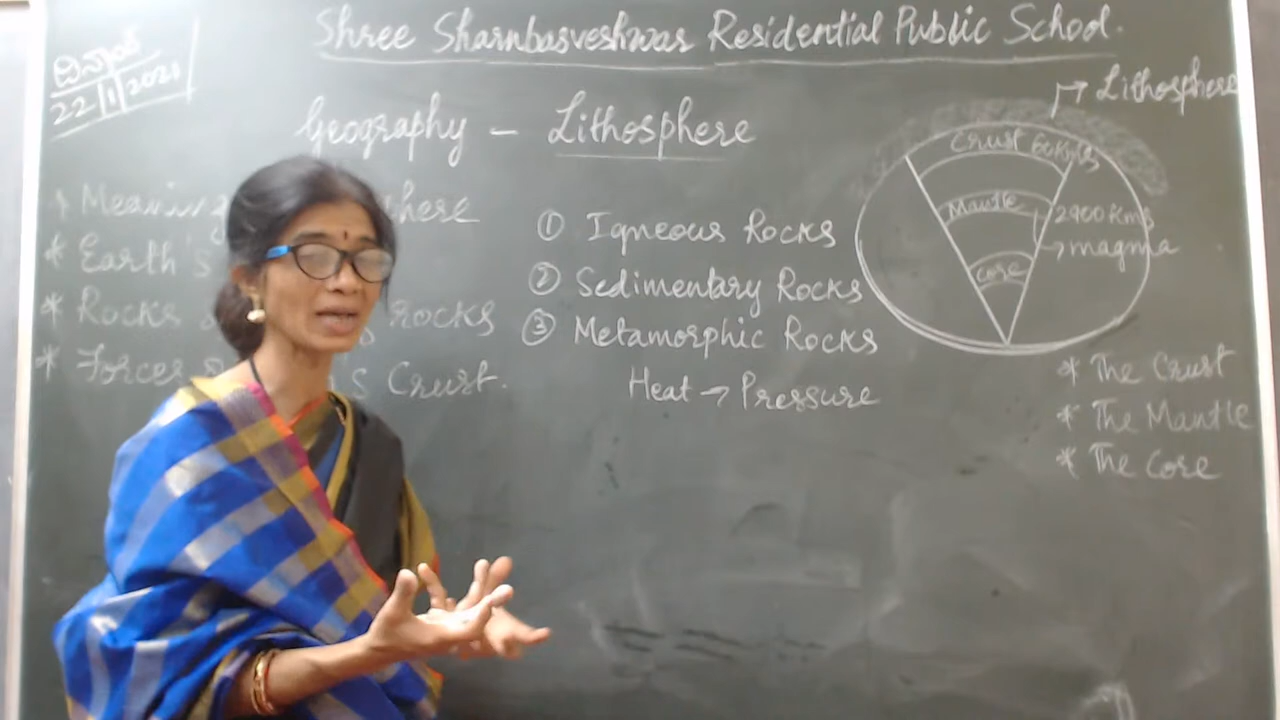 Shree Sharnbasveshwar Residential Public School.
ದಿನಾಂಕ
22/1/2021
Geography - Lithosphere
* Earth's
* Rocks rocks
* Forces Crust.
① Igneous Rocks
② Sedimentary Rocks
③ Metamorphic Rocks
Heat → Pressure
→ Lithosphere
Crust 60kms
Mantle 2900 Kms
→ magma
core
* The Crust
* The Mantle
* The Core